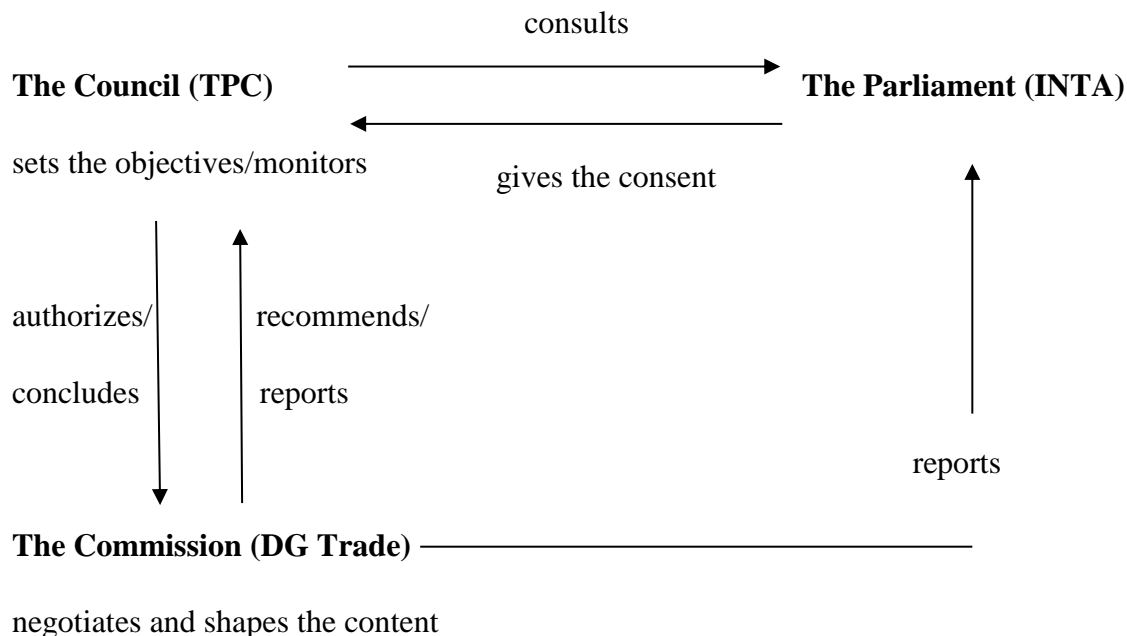 consults
The Council (TPC)
The Parliament (INTA)
sets the objectives/monitors
gives the consent
authorizes/
recommends/
concludes
reports
reports
The Commission (DG Trade)
negotiates and shapes the content